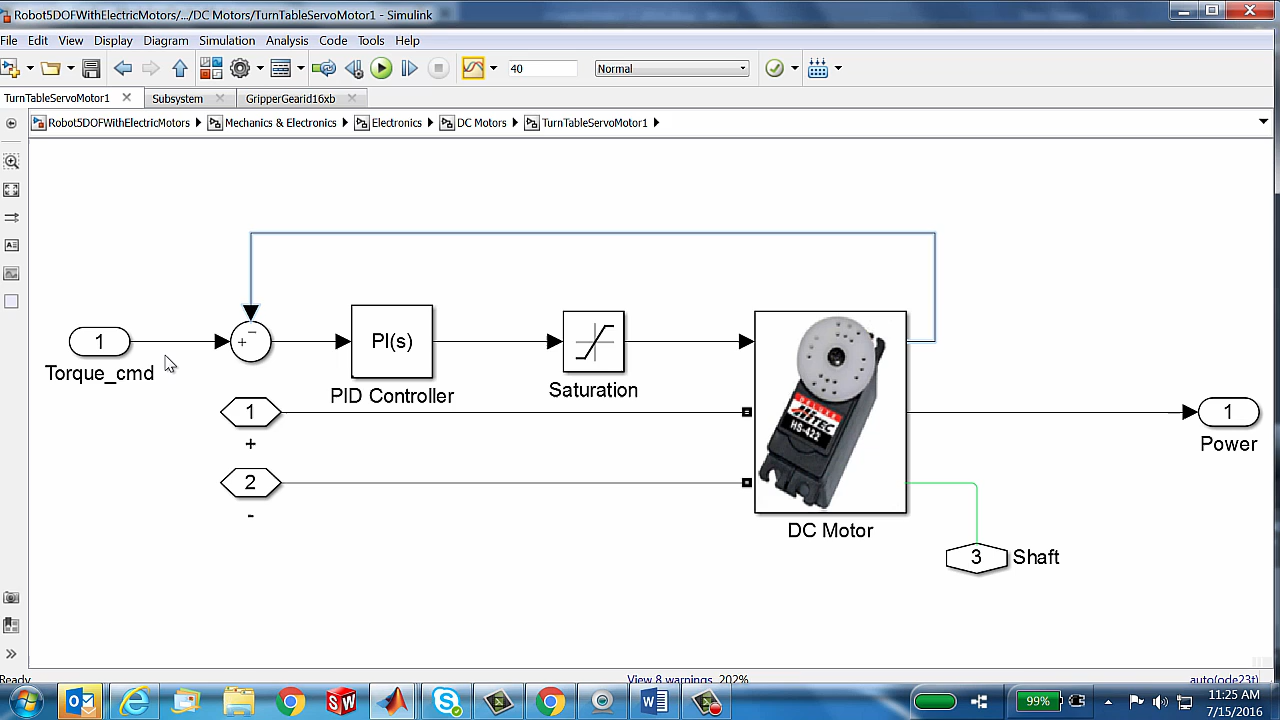 Robot5DOFWithElectricMotors/.../DC Motors/TurnTableServoMotor1 - Simulink
File Edit View Display Diagram Simulation Analysis Code Tools Help
40 Normal
TurnTableServoMotor1 Subsystem GripperGearid16xb
Robot5DOFWithElectricMotors Mechanics & Electronics Electronics DC Motors TurnTableServoMotor1
1
Torque_cmd
+ −
PI(s)
PID Controller
Saturation
1
+
2
-
DELUXE
HiTEC
HS-422
DC Motor
1
Power
3 Shaft
Ready View 8 warnings 202% auto(ode23t)
99% 11:25 AM
7/15/2016